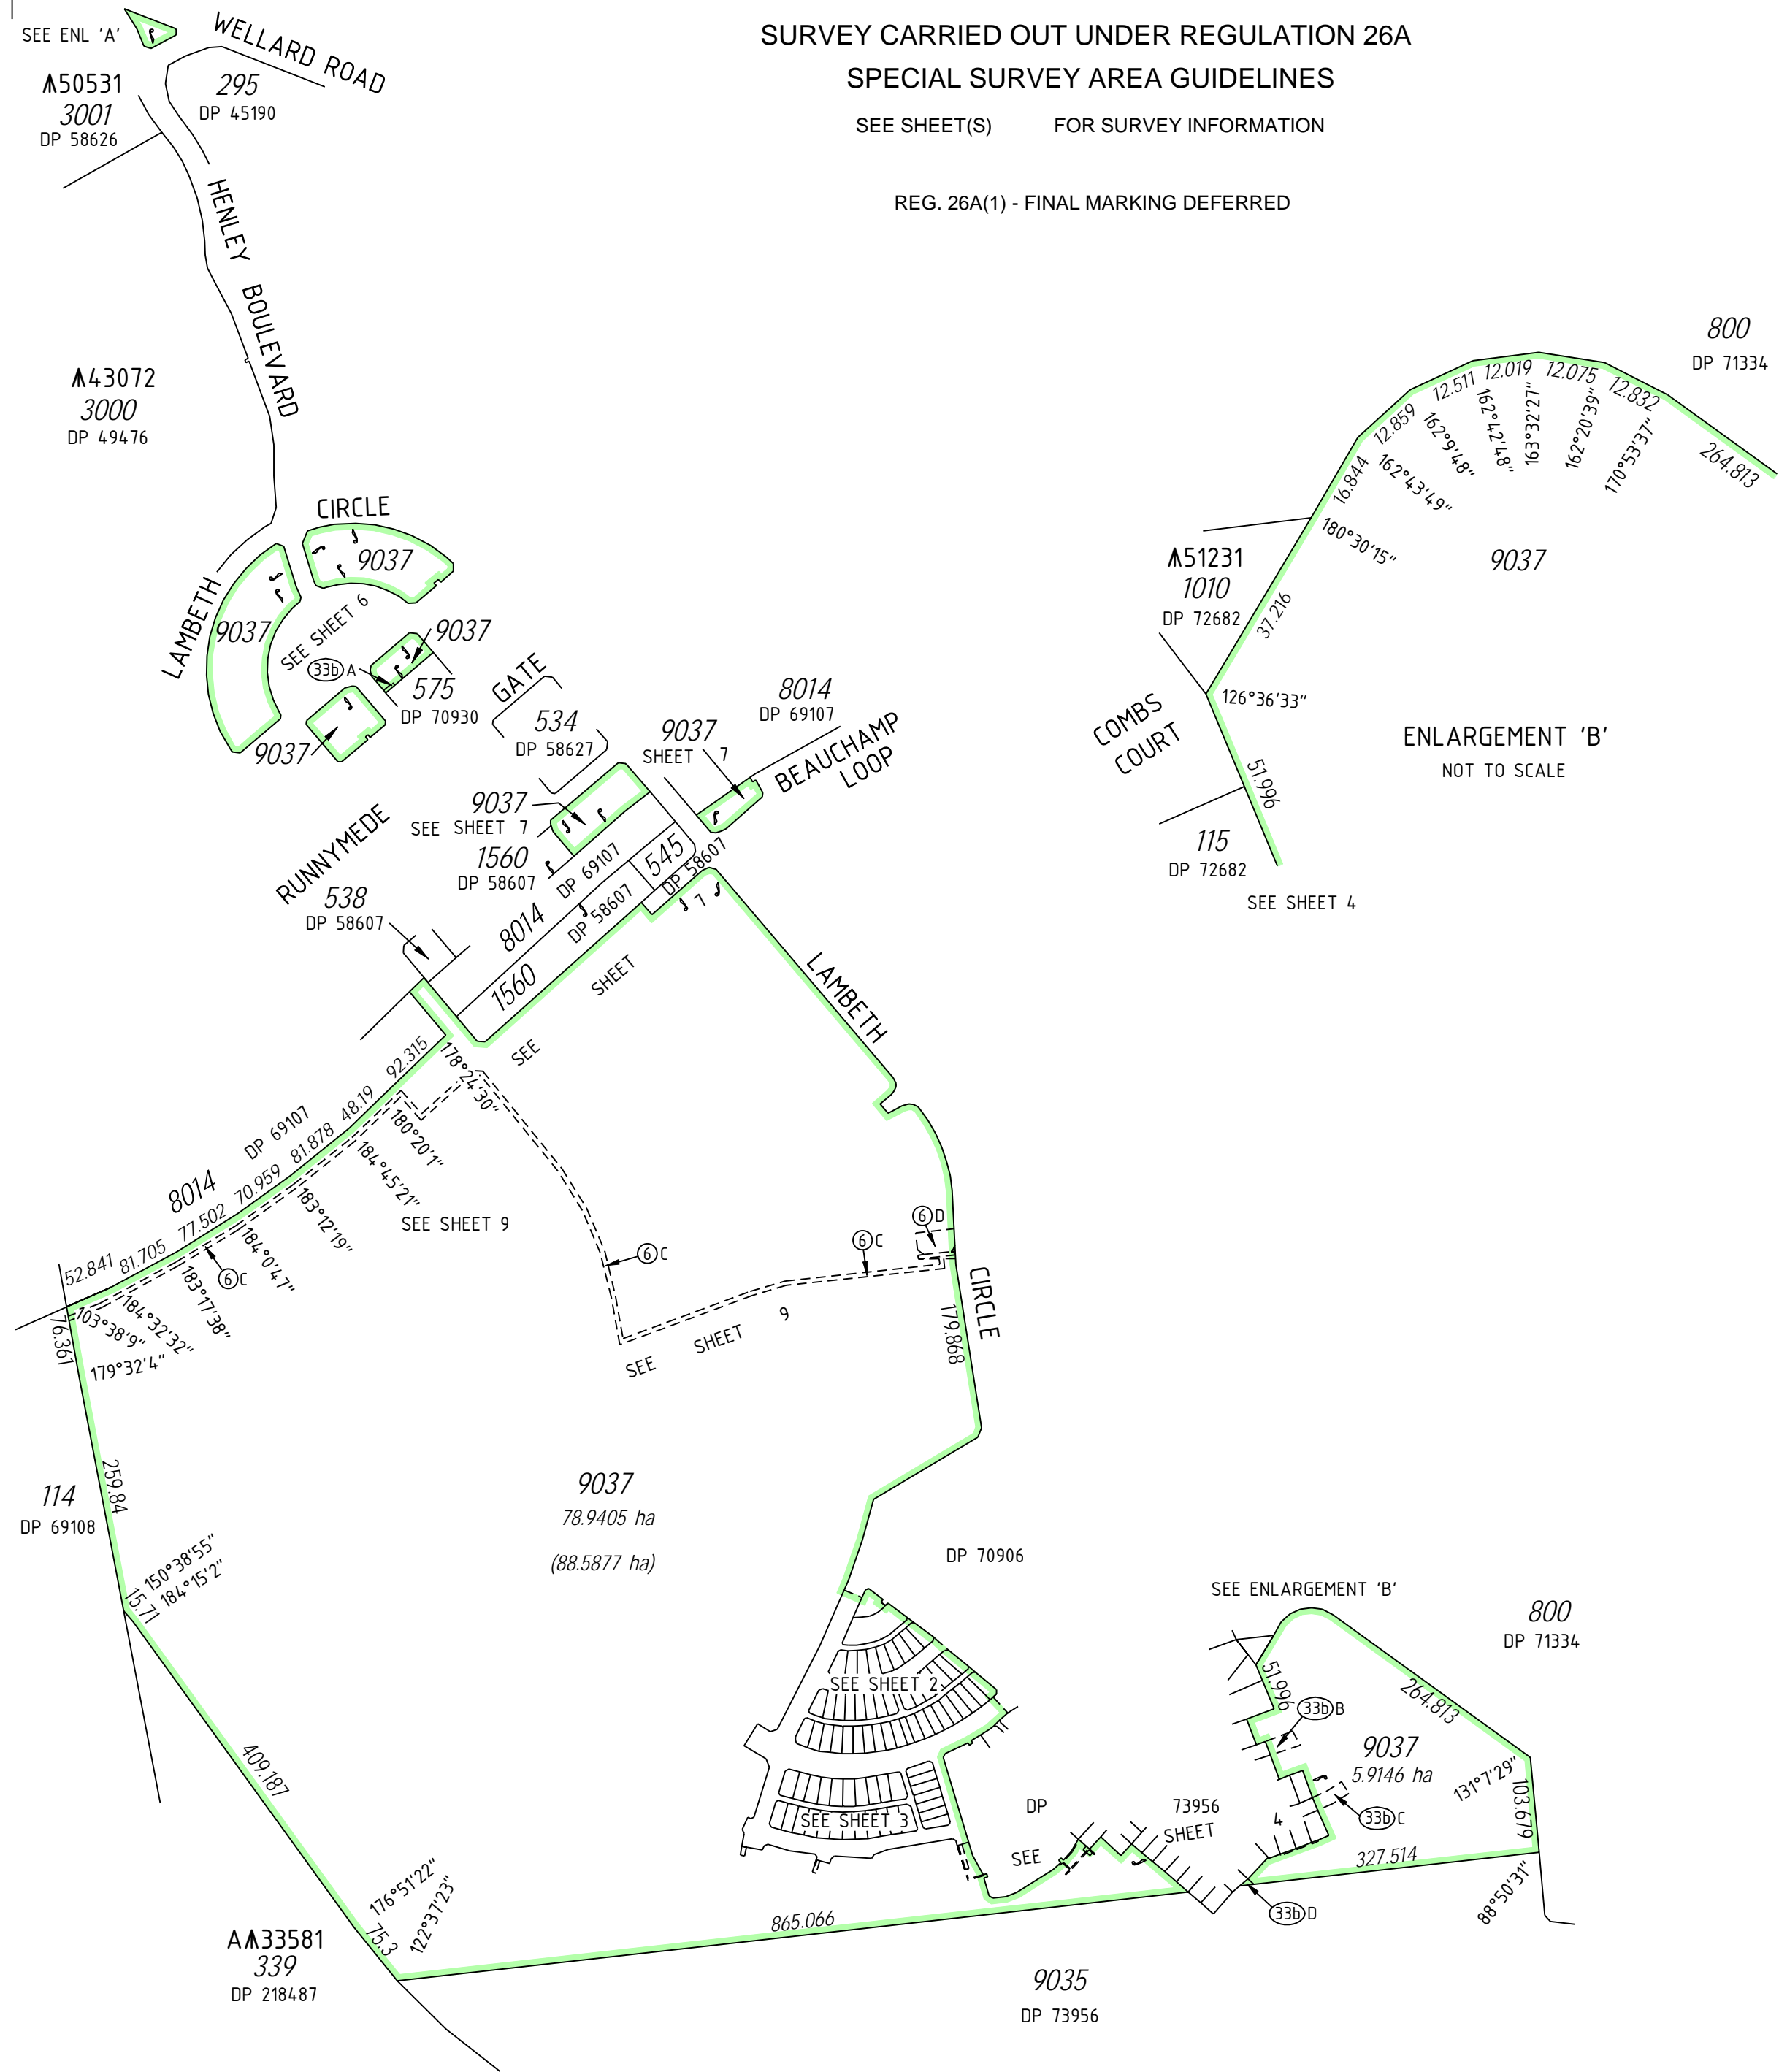 SURVEY CARRIED OUT UNDER REGULATION 26A
SPECIAL SURVEY AREA GUIDELINES
SEE SHEET(S) FOR SURVEY INFORMATION
REG. 26A(1) - FINAL MARKING DEFERRED
SEE ENL 'A'
WELLARD ROAD
50531
3001
DP 58626
295
DP 45190
HENLEY BOULEVARD
43072
3000
DP 49476
CIRCLE
LAMBETH
9037
9037
SEE SHEET 6
9037
33b A
575
DP 70930
9037
GATE
534
DP 58627
9037
SHEET 7
8014
DP 69107
BEAUCHAMP
LOOP
9037
SEE SHEET 7
1560
DP 58607
DP 69107
545
DP 58607
RUNNYMEDE
538
DP 58607
8014
DP 58607
1560
SEE SHEET 7
LAMBETH
CIRCLE
800
DP 71334
12.859
12.511
12.019
12.075
12.832
264.813
16.844
162°43'49"
162°9'48"
162°42'48"
163°32'27"
162°20'39"
170°53'37"
180°30'15"
51231
1010
DP 72682
9037
37.216
126°36'33"
COMBS
COURT
51.996
ENLARGEMENT 'B'
NOT TO SCALE
115
DP 72682
SEE SHEET 4
92.315
178°24'30"
DP 69107
48.19
180°20'1"
81.878
184°45'21"
8014
70.959
183°12'19"
SEE SHEET 9
77.502
184°0'47"
81.705
183°17'38"
52.841
184°32'32"
103°38'9"
179°32'4"
76.361
6 C
6 C
6 C
6 D
SEE SHEET 9
179.868
259.84
114
DP 69108
150°38'55"
184°15'2"
15.71
9037
78.9405 ha
(88.5877 ha)
DP 70906
SEE ENLARGEMENT 'B'
800
DP 71334
SEE SHEET 2
SEE SHEET 3
51.996
264.813
33b B
9037
5.9146 ha
131°7'29"
103.679
33b C
DP 73956
SEE SHEET 4
327.514
88°50'31"
33b D
409.187
176°51'22"
122°37'23"
75.3
865.066
A 33581
339
DP 218487
9035
DP 73956